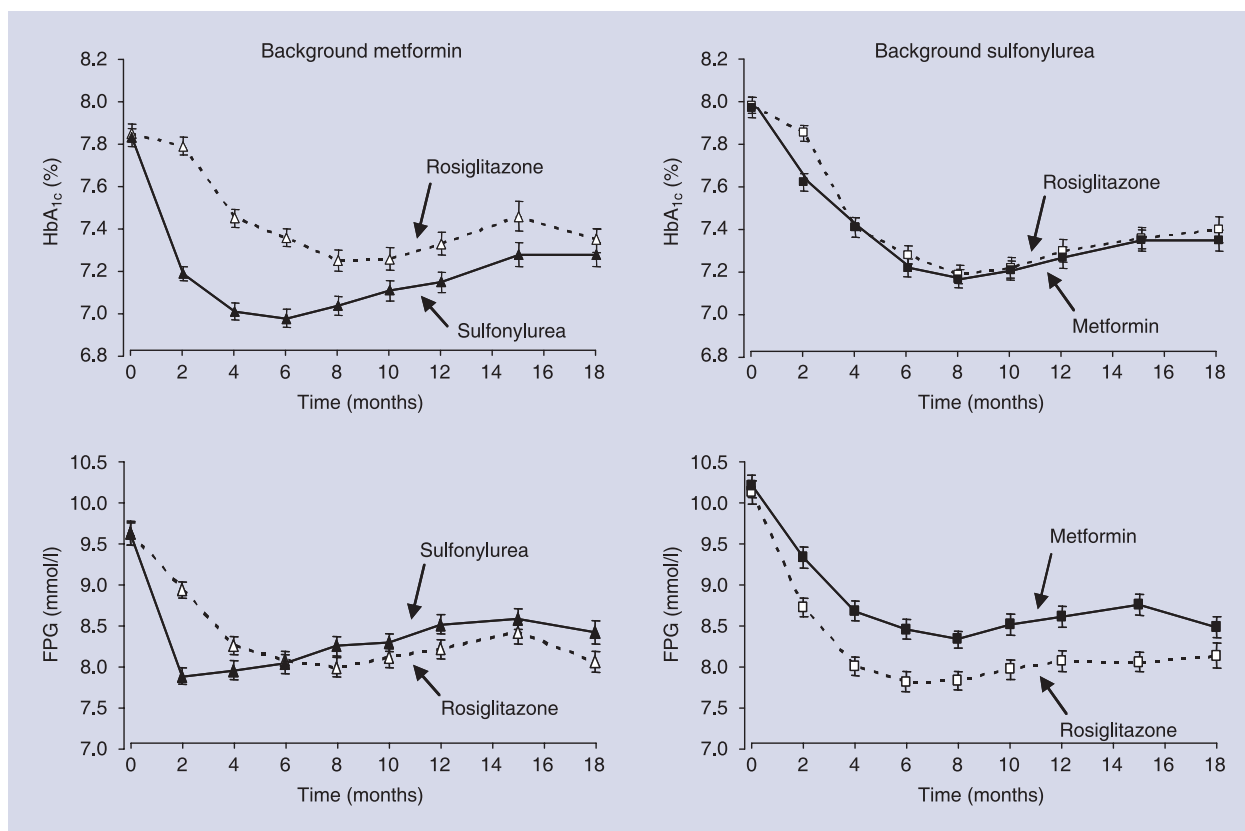 Background metformin
8.2
8.0
7.8
7.6
7.4
7.2
7.0
6.8
HbA1c (%)
Rosiglitazone
Sulfonylurea
0 2 4 6 8 10 12 14 16 18
Time (months)
Background sulfonylurea
8.2
8.0
7.8
7.6
7.4
7.2
7.0
6.8
HbA1c (%)
Rosiglitazone
Metformin
0 2 4 6 8 10 12 14 16 18
Time (months)
10.5
10.0
9.5
9.0
8.5
8.0
7.5
7.0
FPG (mmol/l)
Sulfonylurea
Rosiglitazone
0 2 4 6 8 10 12 14 16 18
Time (months)
10.5
10.0
9.5
9.0
8.5
8.0
7.5
7.0
FPG (mmol/l)
Metformin
Rosiglitazone
0 2 4 6 8 10 12 14 16 18
Time (months)